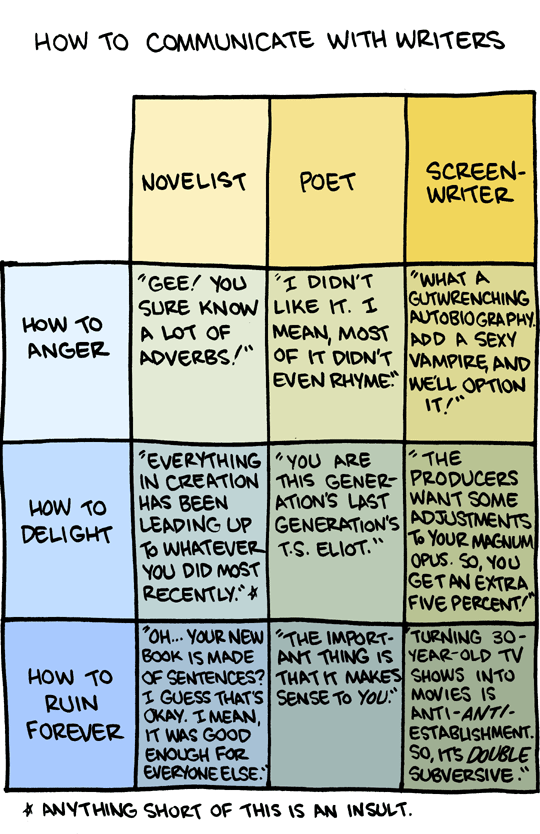 HOW TO COMMUNICATE WITH WRITERS
NOVELIST
POET
SCREEN-
WRITER
HOW TO
ANGER
"GEE! YOU
SURE KNOW
A LOT OF
ADVERBS!"
"I DIDN'T
LIKE IT. I
MEAN, MOST
OF IT DIDN'T
EVEN RHYME."
"WHAT A
GUTWRENCHING
AUTOBIOGRAPHY.
ADD A SEXY
VAMPIRE, AND
WE'LL OPTION
IT!"
HOW TO
DELIGHT
"EVERYTHING
IN CREATION
HAS BEEN
LEADING UP
TO WHATEVER
YOU DID MOST
RECENTLY."*
"YOU ARE
THIS GENER-
ATION'S LAST
GENERATION'S
T.S. ELIOT."
"THE
PRODUCERS
WANT SOME
ADJUSTMENTS
TO YOUR MAGNUM
OPUS. SO, YOU
GET AN EXTRA
FIVE PERCENT!"
HOW TO
RUIN
FOREVER
"OH... YOUR NEW
BOOK IS MADE
OF SENTENCES?
I GUESS THAT'S
OKAY. I MEAN,
IT WAS GOOD
ENOUGH FOR
EVERYONE ELSE."
"THE IMPORT-
ANT THING IS
THAT IT MAKES
SENSE TO YOU."
"TURNING 30-
YEAR-OLD TV
SHOWS INTO
MOVIES IS
ANTI-ANTI-
ESTABLISHMENT.
SO, IT'S DOUBLE
SUBVERSIVE."
* ANYTHING SHORT OF THIS IS AN INSULT.